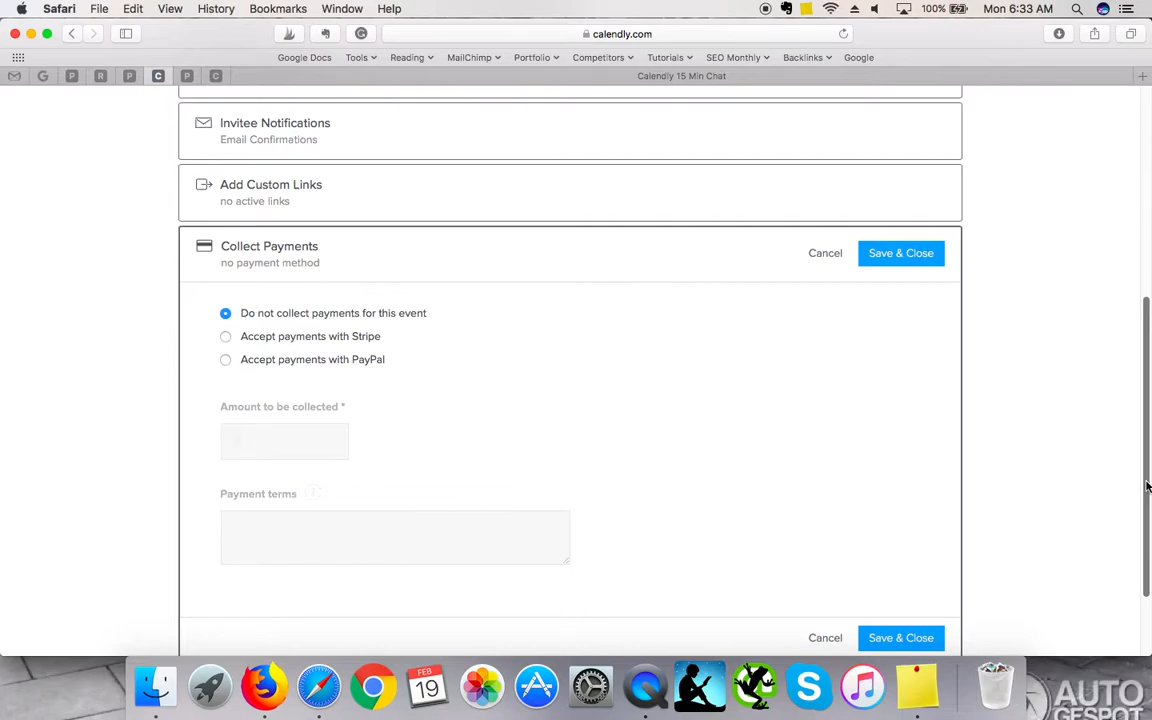 Safari File Edit View History Bookmarks Window Help 100% Mon 6:33 AM
calendly.com
Google Docs Tools Reading MailChimp Portfolio Competitors Tutorials SEO Monthly Backlinks Google
G P R P C P C Calendly 15 Min Chat
Invitee Notifications
Email Confirmations
Add Custom Links
no active links
Collect Payments
no payment method
Cancel Save & Close
Do not collect payments for this event
Accept payments with Stripe
Accept payments with PayPal
Amount to be collected *
Payment terms
Cancel Save & Close
FEB
19
AUTO
GESPOT